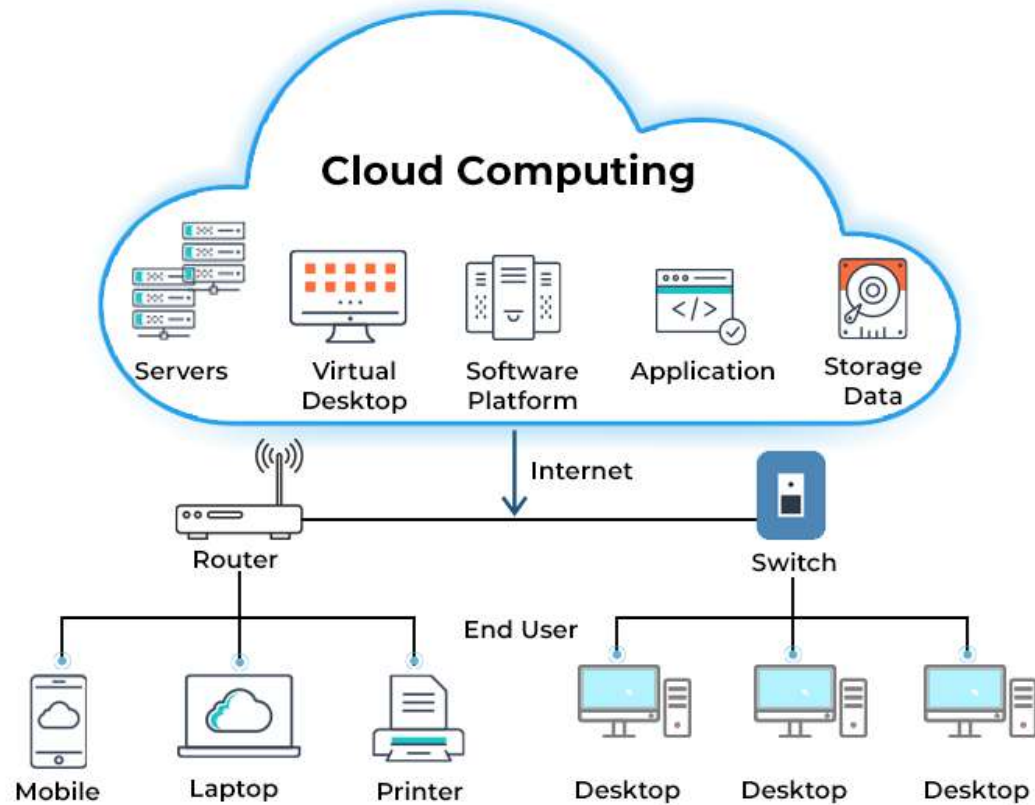 Cloud Computing
Servers
Virtual
Desktop
Software
Platform
Application
</>
Storage
Data
Internet
Router
Switch
End User
Mobile
Laptop
Printer
Desktop
Desktop
Desktop